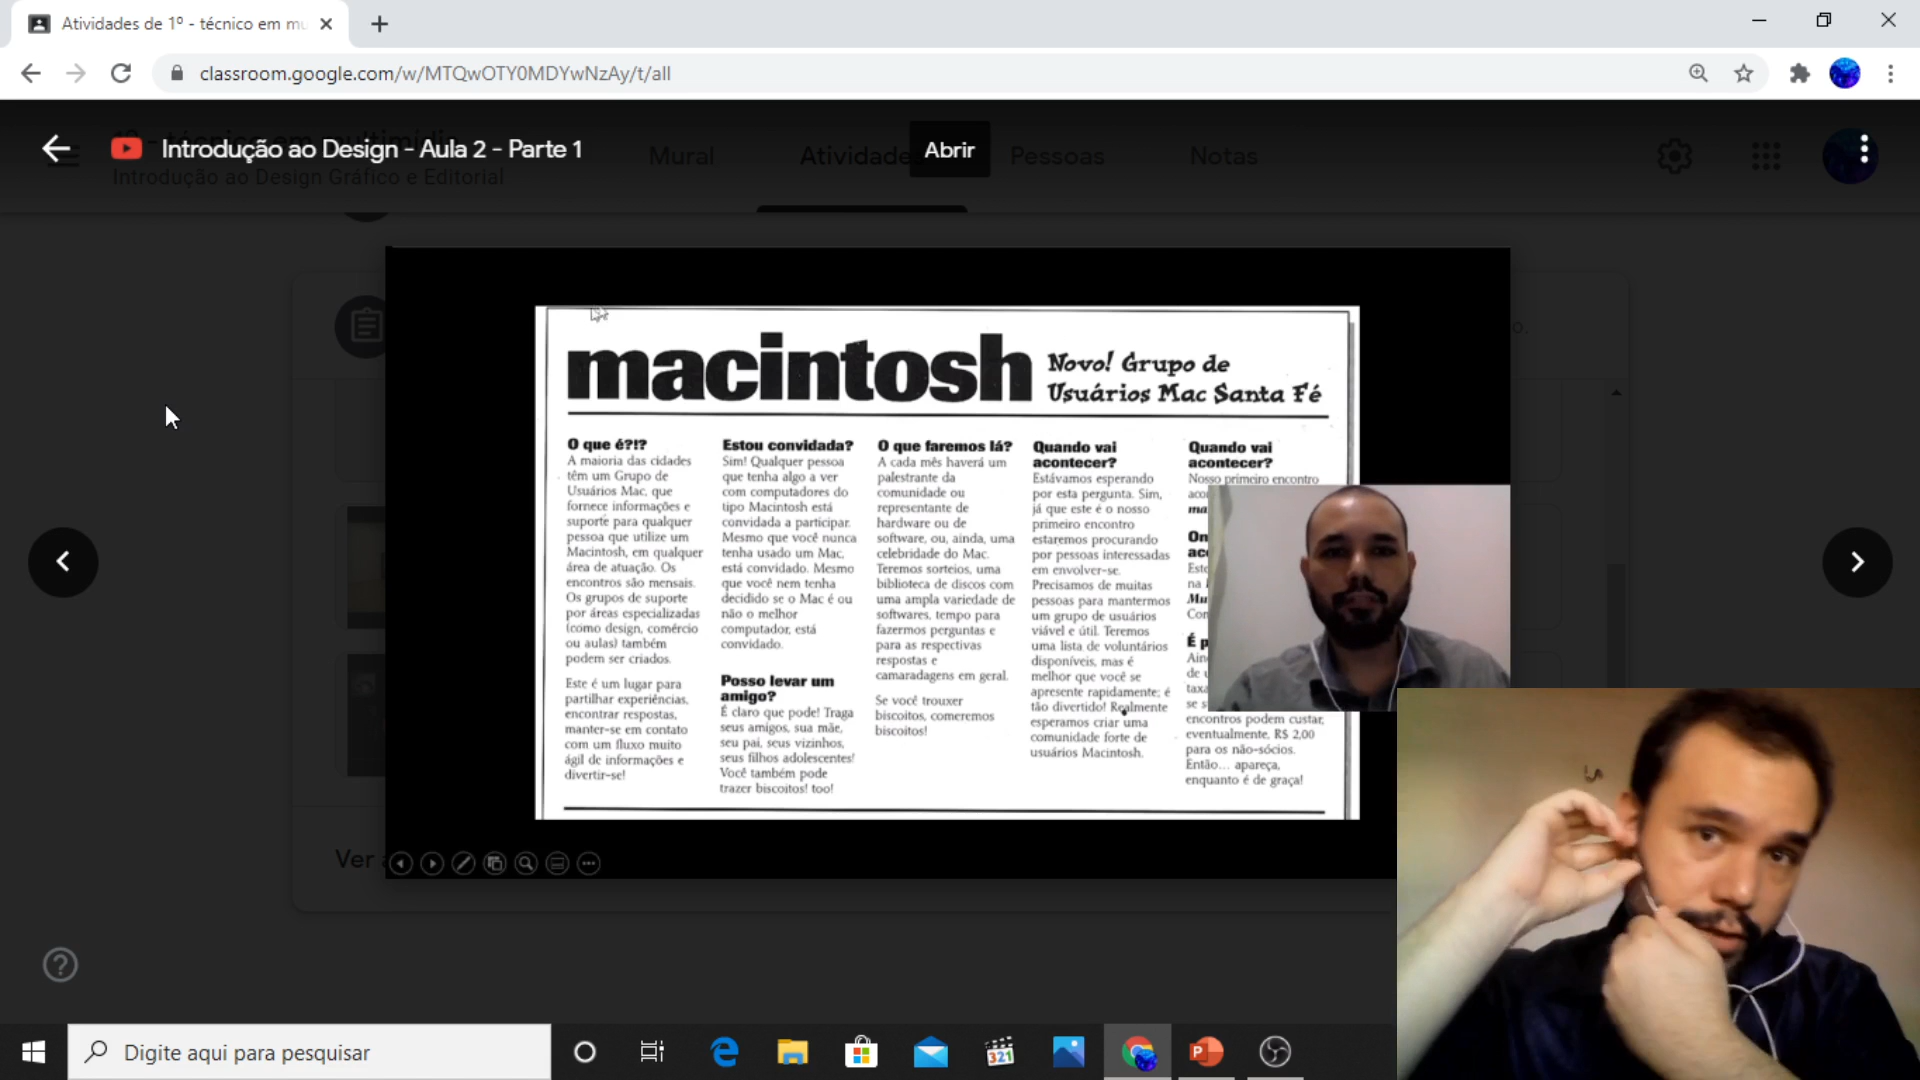 Atividades de 1º - técnico em mu
classroom.google.com/w/MTQwOTY0MDYwNzAy/t/all
Introdução ao Design - Aula 2 - Parte 1
Abrir
Introdução ao Design Gráfico e Editorial
Mural
Atividades
Pessoas
Notas
macintosh
Novo! Grupo de
Usuários Mac Santa Fé
O que é?!?
A maioria das cidades
têm um Grupo de
Usuários Mac, que
fornece informações e
suporte para qualquer
pessoa que utilize um
Macintosh, em qualquer
área de atuação. Os
encontros são mensais.
Os grupos de suporte
por áreas especializadas
(como design, comércio
ou aulas) também
podem ser criados.
Este é um lugar para
partilhar experiências,
encontrar respostas,
manter-se em contato
com um fluxo muito
ágil de informações e
divertir-se!
Estou convidada?
Sim! Qualquer pessoa
que tenha algo a ver
com computadores do
tipo Macintosh está
convidada a participar.
Mesmo que você nunca
tenha usado um Mac,
está convidado. Mesmo
que você nem tenha
decidido se o Mac é ou
não o melhor
computador, está
convidado.
Posso levar um
amigo?
É claro que pode! Traga
seus amigos, sua mãe,
seu pai, seus vizinhos,
seus filhos adolescentes!
Você também pode
trazer biscoitos! too!
O que faremos lá?
A cada mês haverá um
palestrante da
comunidade ou
representante de
hardware ou de
software, ou, ainda, uma
celebridade do Mac.
Teremos sorteios, uma
biblioteca de discos com
uma ampla variedade de
softwares, tempo para
fazermos perguntas e
para as respectivas
respostas e
camaradagens em geral.
Se você trouxer
biscoitos, comeremos
biscoitos!
Quando vai
acontecer?
Estávamos esperando
por esta pergunta. Sim,
já que este é o nosso
primeiro encontro
estaremos procurando
por pessoas interessadas
em envolver-se.
Precisamos de muitas
pessoas para mantermos
um grupo de usuários
viável e útil. Teremos
uma lista de voluntários
disponíveis, mas é
melhor que você se
apresente rapidamente; é
tão divertido! Realmente
esperamos criar uma
comunidade forte de
usuários Macintosh.
Quando vai
acontecer?
Nosso primeiro encontro
na
É p
de u
taxa
se s
encontros podem custar,
eventualmente, R$ 2,00
para os não-sócios.
Então... apareça,
enquanto é de graça!
Ver
Digite aqui para pesquisar
321